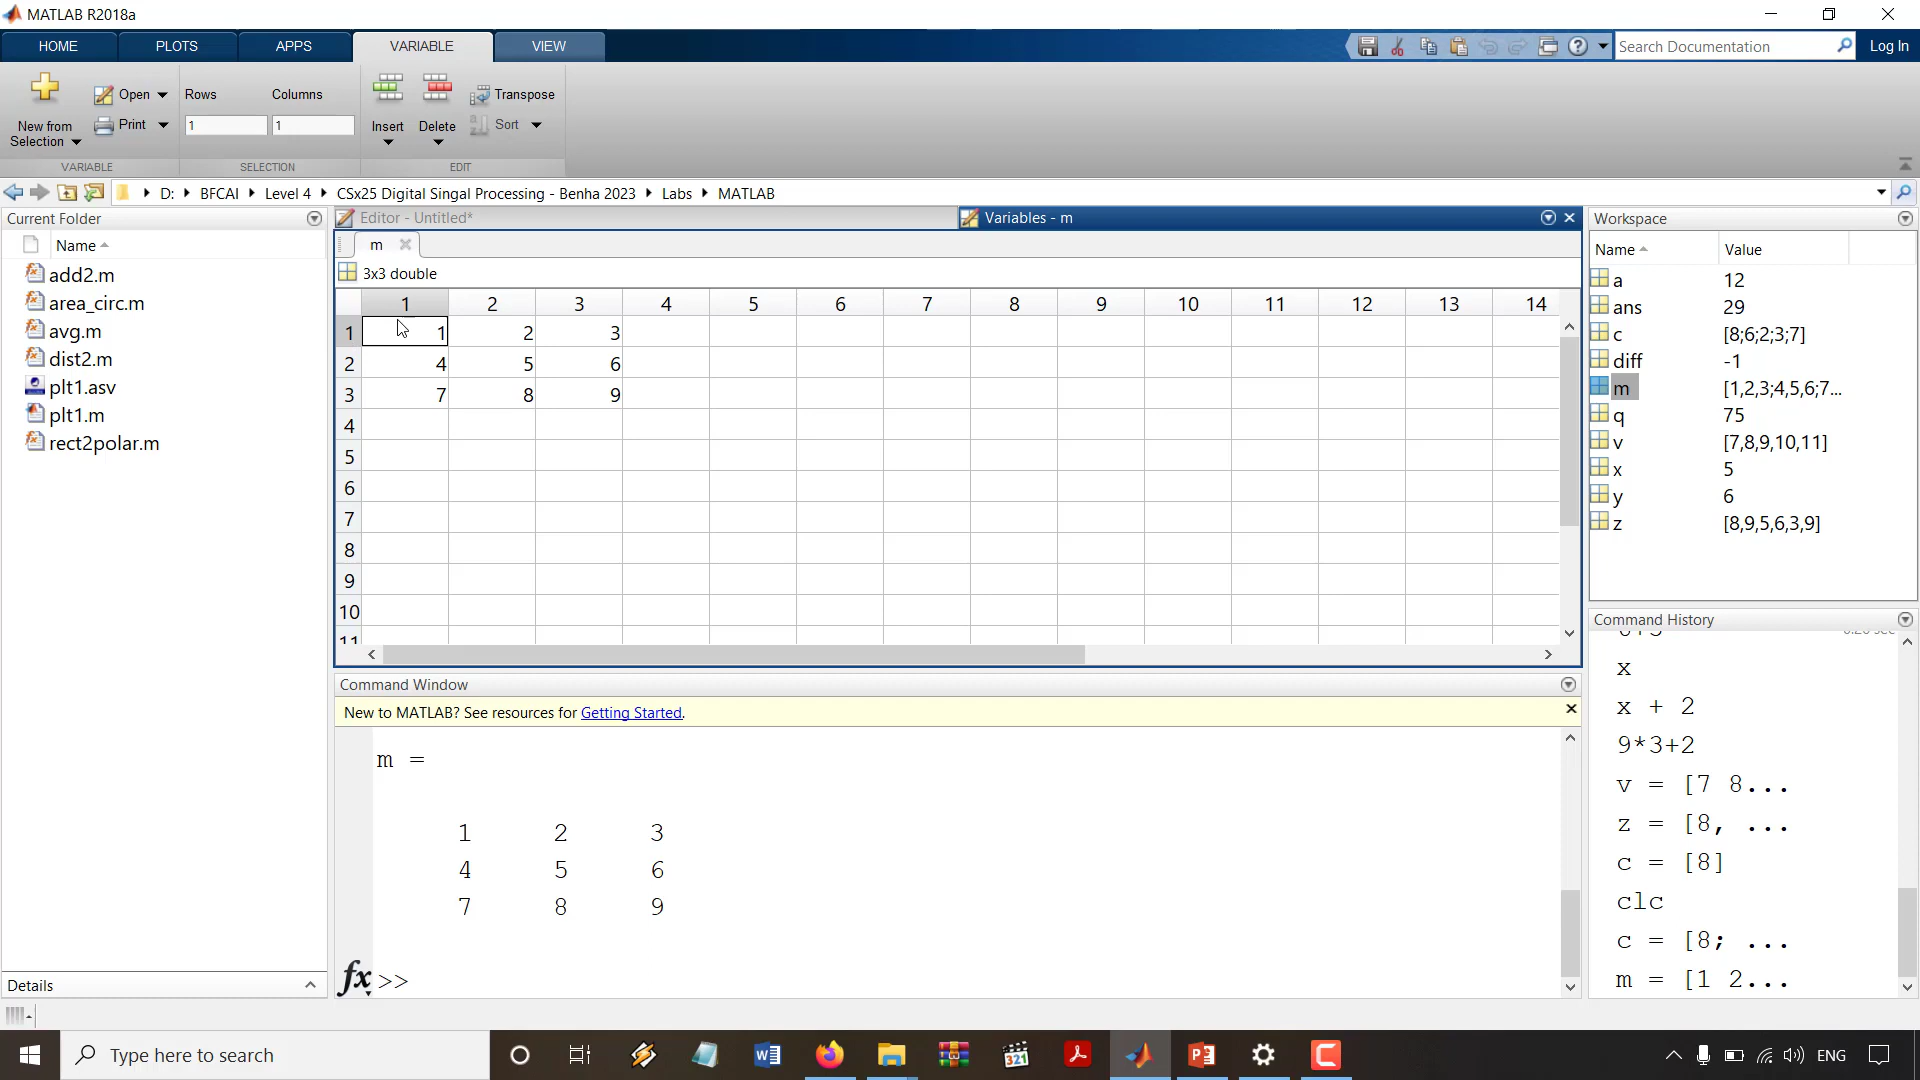 MATLAB R2018a
HOME PLOTS APPS VARIABLE VIEW
Search Documentation Log In
New from Selection
Open
Print
Rows Columns
1 1
Insert Delete
Transpose
Sort
VARIABLE SELECTION EDIT
D: BFCAI Level 4 CSx25 Digital Singal Processing - Benha 2023 Labs MATLAB
Current Folder
Name
add2.m
area_circ.m
avg.m
dist2.m
plt1.asv
plt1.m
rect2polar.m
Details
Editor - Untitled*
Variables - m
m
3x3 double
1 2 3 4 5 6 7 8 9 10 11 12 13 14
1 1 2 3
2 4 5 6
3 7 8 9
4
5
6
7
8
9
10
11
Command Window
New to MATLAB? See resources for Getting Started.
m =
1 2 3
4 5 6
7 8 9
fx >>
Workspace
Name Value
a 12
ans 29
c [8;6;2;3;7]
diff -1
m [1,2,3;4,5,6;7...
q 75
v [7,8,9,10,11]
x 5
y 6
z [8,9,5,6,3,9]
Command History
x
x + 2
9*3+2
v = [7 8...
z = [8, ...
c = [8]
clc
c = [8; ...
m = [1 2...
Type here to search
321
ENG